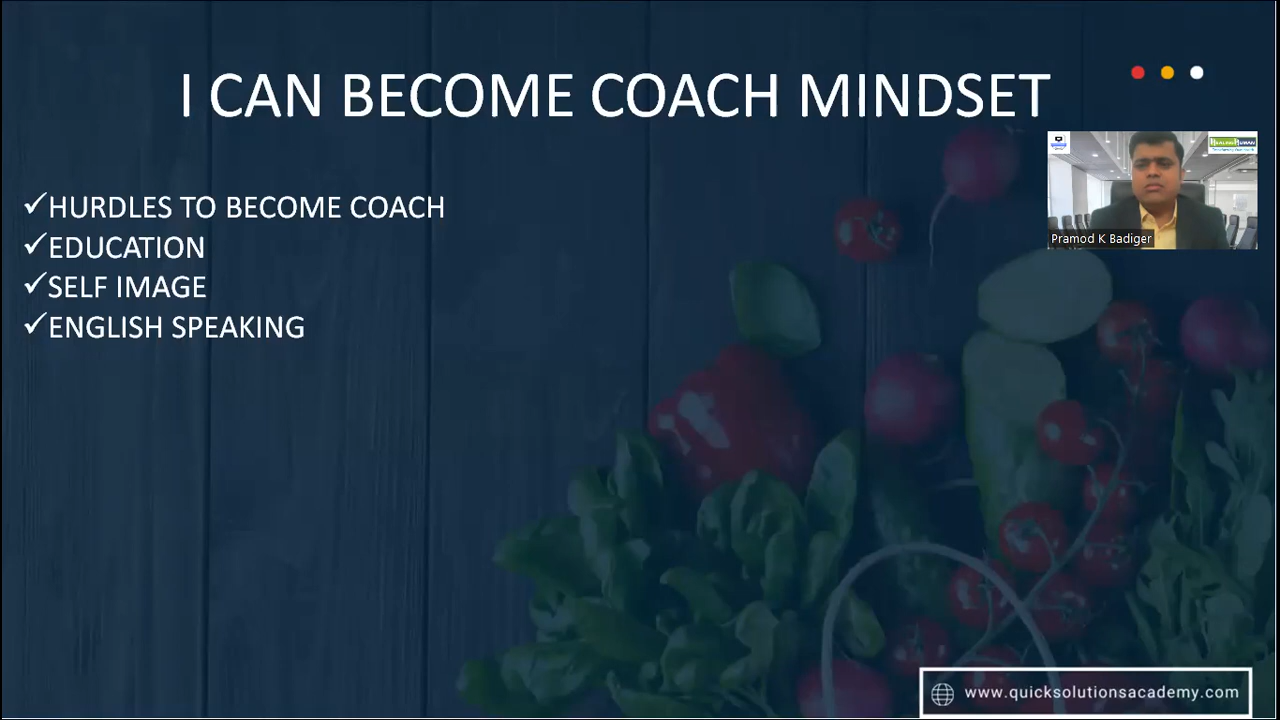 I CAN BECOME COACH MINDSET
✓HURDLES TO BECOME COACH
✓EDUCATION
✓SELF IMAGE
✓ENGLISH SPEAKING
Pramod K Badiger
www.quicksolutionsacademy.com